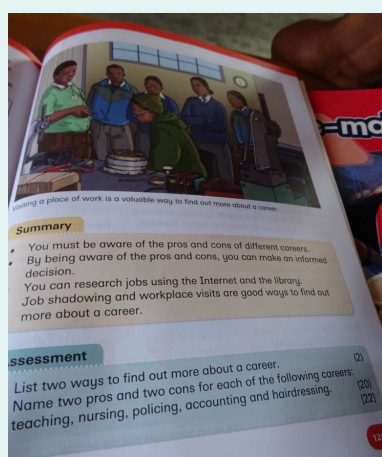 Visiting a place of work is a valuable way to find out more about a career.
Summary
• You must be aware of the pros and cons of different careers.
• By being aware of the pros and cons, you can make an informed
decision.
You can research jobs using the Internet and the library.
Job shadowing and workplace visits are good ways to find out
more about a career.
ssessment
List two ways to find out more about a career. (2)
Name two pros and two cons for each of the following careers:
teaching, nursing, policing, accounting and hairdressing. (20)
(22)